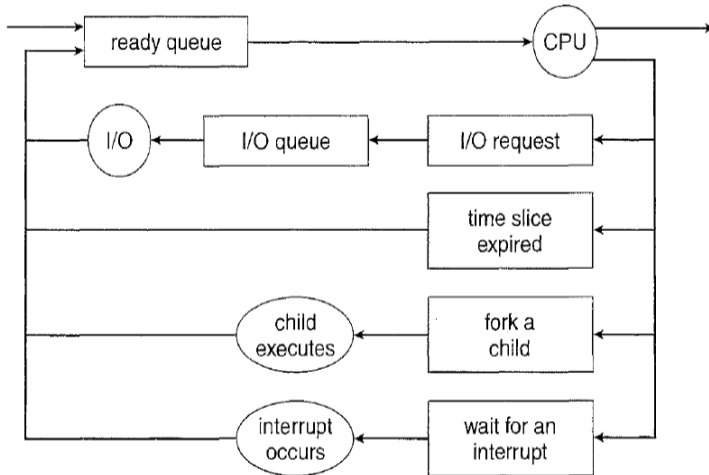 ready queue
CPU
I/O
I/O queue
I/O request
time slice
expired
child
executes
fork a
child
interrupt
occurs
wait for an
interrupt